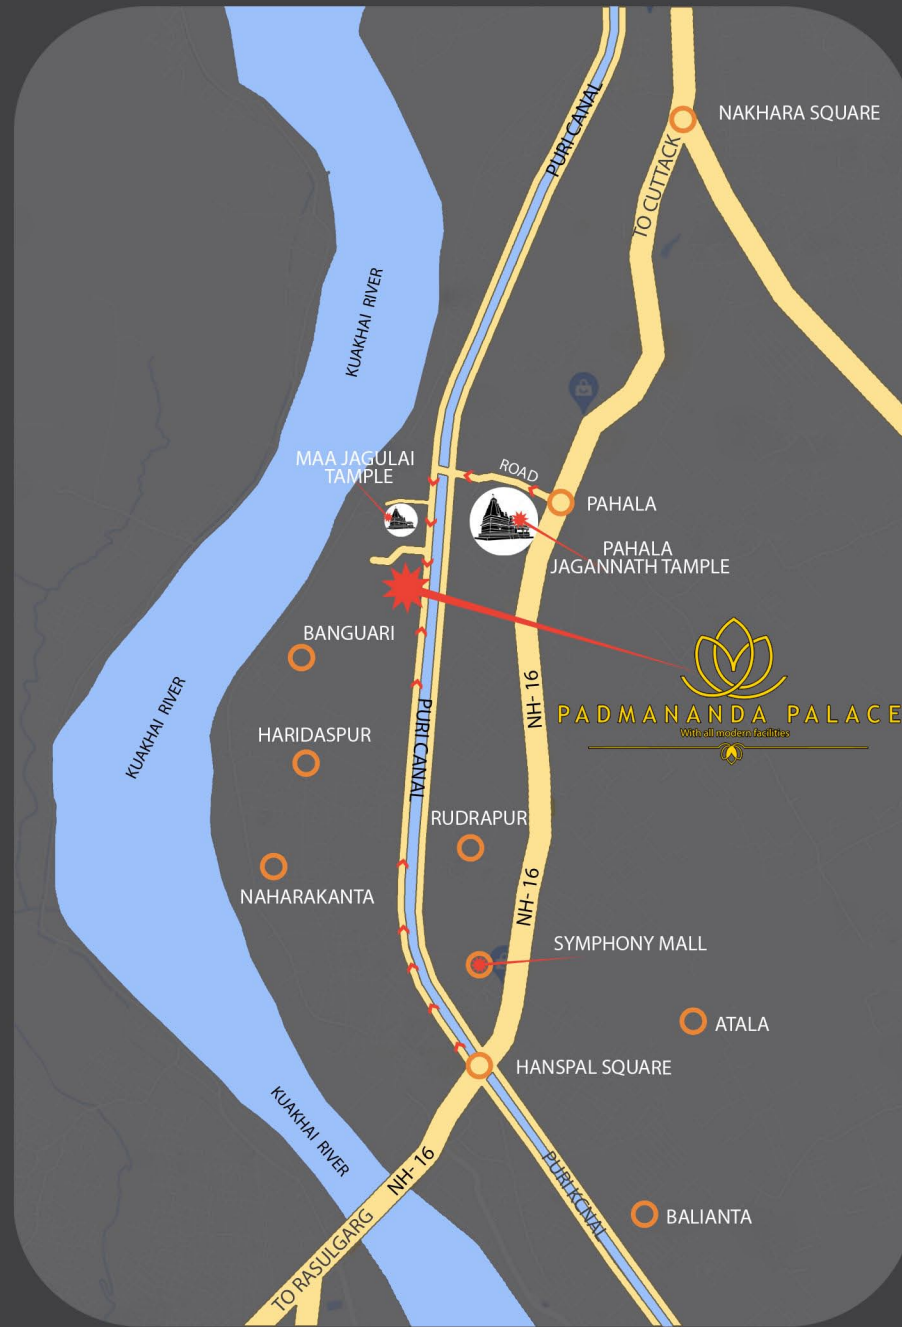 PURI CANAL
NAKHARA SQUARE
TO CUTTACK
KUAKHAI RIVER
MAA JAGULAI
TAMPLE
ROAD
PAHALA
PAHALA
JAGANNATH TAMPLE
BANGUARI
KUAKHAI RIVER
NH- 16
PADMANANDA PALACE
With all modern facilities
HARIDASPUR
PURI CANAL
RUDRAPUR
NAHARAKANTA
NH- 16
SYMPHONY MALL
ATALA
HANSPAL SQUARE
KUAKHAI RIVER
NH- 16
PURI KCNAL
BALIANTA
TO RASULGARG